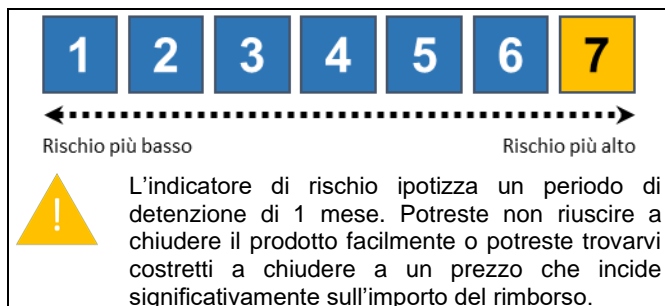 1 2 3 4 5 6 7
Rischio più basso Rischio più alto
!
L'indicatore di rischio ipotizza un periodo di
detenzione di 1 mese. Potreste non riuscire a
chiudere il prodotto facilmente o potreste trovarvi
costretti a chiudere a un prezzo che incide
significativamente sull'importo del rimborso.